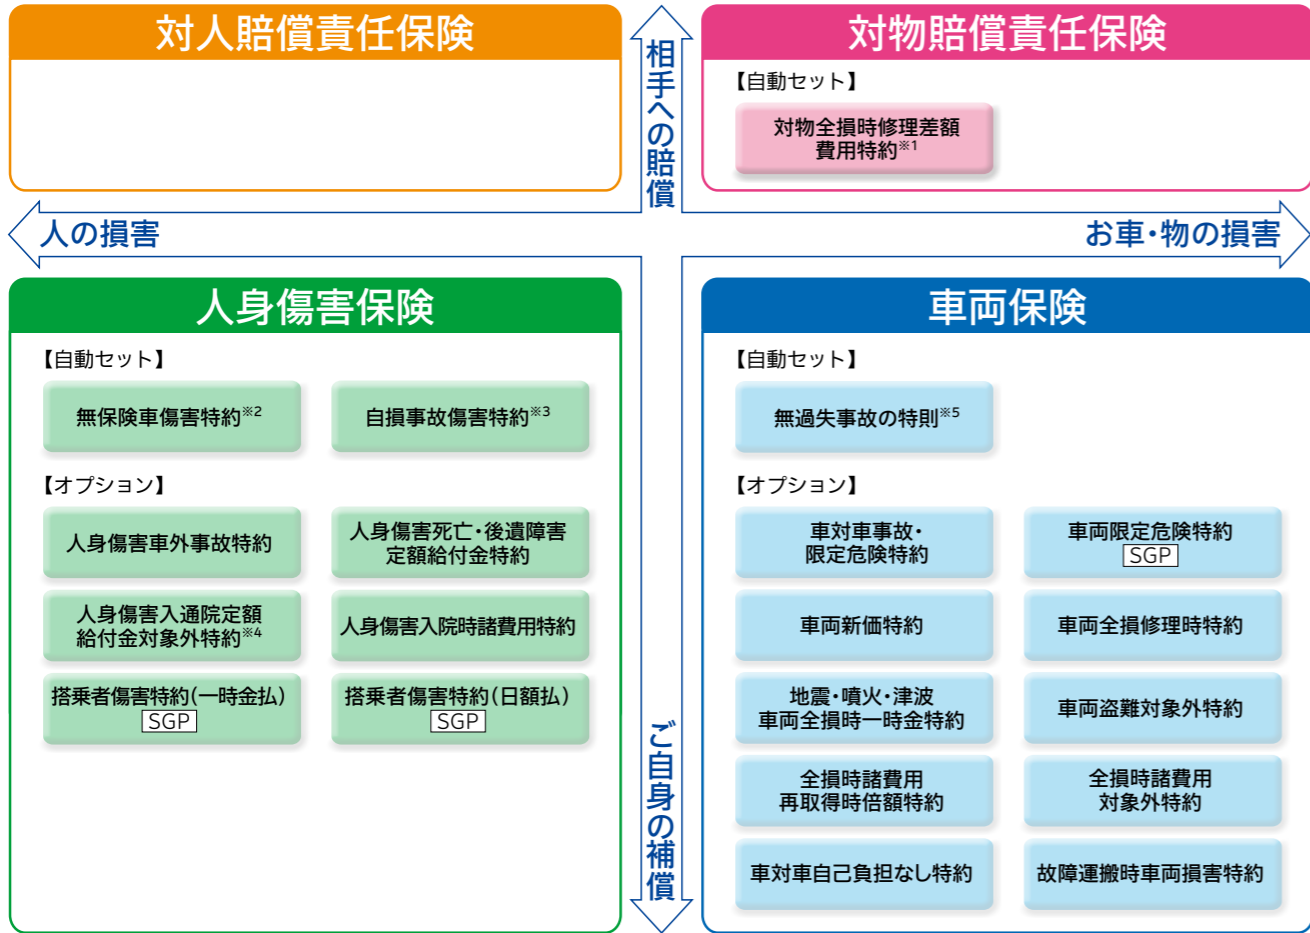 対人賠償責任保険
対物賠償責任保険
【自動セット】
対物全損時修理差額
費用特約※1
相手への賠償
人の損害
お車・物の損害
ご自身の補償
人身傷害保険
【自動セット】
無保険車傷害特約※2
自損事故傷害特約※3
【オプション】
人身傷害車外事故特約
人身傷害死亡・後遺障害
定額給付金特約
人身傷害入通院定額
給付金対象外特約※4
人身傷害入院時諸費用特約
搭乗者傷害特約(一時金払)
SGP
搭乗者傷害特約(日額払)
SGP
車両保険
【自動セット】
無過失事故の特則※5
【オプション】
車対車事故・
限定危険特約
車両限定危険特約
SGP
車両新価特約
車両全損修理時特約
地震・噴火・津波
車両全損時一時金特約
車両盗難対象外特約
全損時諸費用
再取得時倍額特約
全損時諸費用
対象外特約
車対車自己負担なし特約
故障運搬時車両損害特約